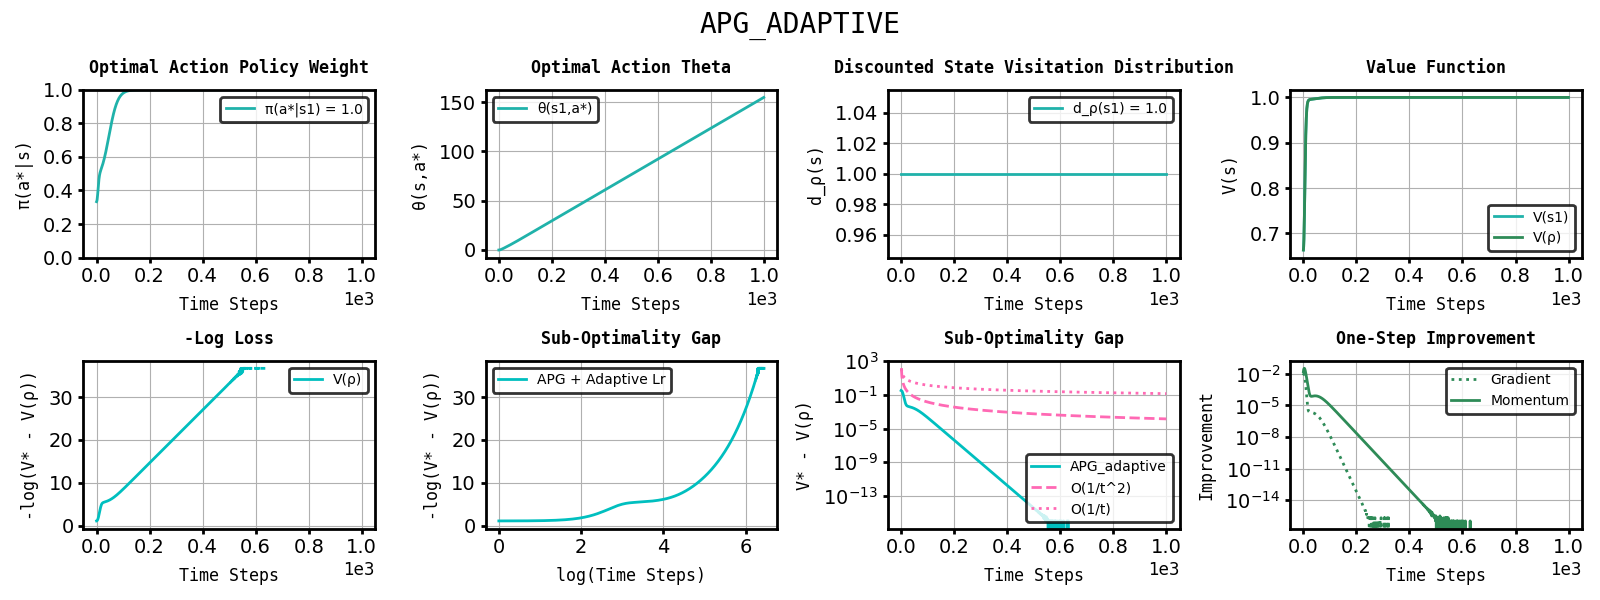 APG_ADAPTIVE
Optimal Action Policy Weight
π(a*|s)
1.0
0.8
0.6
0.4
0.2
0.0
π(a*|s1) = 1.0
0.0 0.2 0.4 0.6 0.8 1.0
1e3
Time Steps
Optimal Action Theta
θ(s,a*)
150
100
50
0
θ(s1,a*)
0.0 0.2 0.4 0.6 0.8 1.0
1e3
Time Steps
Discounted State Visitation Distribution
d_ρ(s)
1.04
1.02
1.00
0.98
0.96
d_ρ(s1) = 1.0
0.0 0.2 0.4 0.6 0.8 1.0
1e3
Time Steps
Value Function
V(s)
1.0
0.9
0.8
0.7
V(s1)
V(ρ)
0.0 0.2 0.4 0.6 0.8 1.0
1e3
Time Steps
-Log Loss
-log(V* - V(ρ))
30
20
10
0
V(ρ)
0.0 0.2 0.4 0.6 0.8 1.0
1e3
Time Steps
Sub-Optimality Gap
-log(V* - V(ρ))
30
20
10
0
APG + Adaptive Lr
0 2 4 6
log(Time Steps)
Sub-Optimality Gap
V* - V(ρ)
10³
10⁻¹
10⁻⁵
10⁻⁹
10⁻¹³
APG_adaptive
O(1/t^2)
O(1/t)
0.0 0.2 0.4 0.6 0.8 1.0
1e3
Time Steps
One-Step Improvement
Improvement
10⁻²
10⁻⁵
10⁻⁸
10⁻¹¹
10⁻¹⁴
Gradient
Momentum
0.0 0.2 0.4 0.6 0.8 1.0
1e3
Time Steps